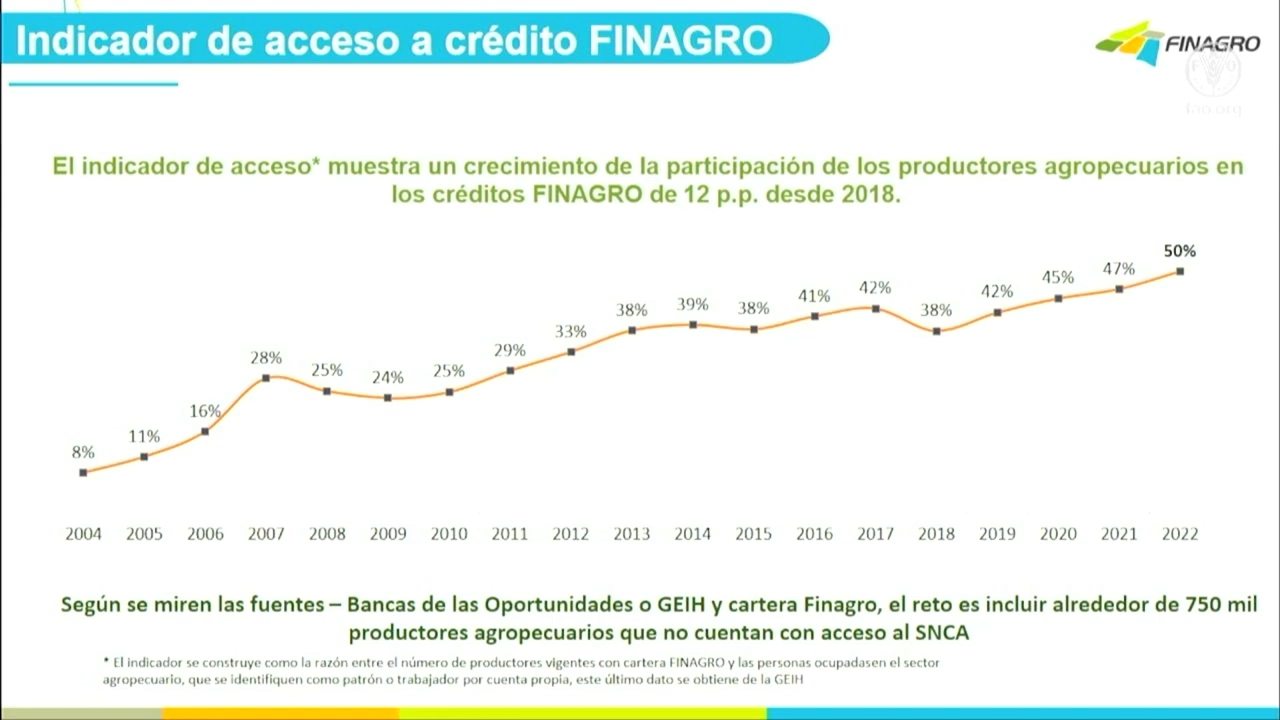 Indicador de acceso a crédito FINAGRO
FINAGRO
FAO
fao.org
El indicador de acceso* muestra un crecimiento de la participación de los productores agropecuarios en
los créditos FINAGRO de 12 p.p. desde 2018.
8%
11%
16%
28%
25%
24%
25%
29%
33%
38%
39%
38%
41%
42%
38%
42%
45%
47%
50%
2004 2005 2006 2007 2008 2009 2010 2011 2012 2013 2014 2015 2016 2017 2018 2019 2020 2021 2022
Según se miren las fuentes – Bancas de las Oportunidades o GEIH y cartera Finagro, el reto es incluir alrededor de 750 mil
productores agropecuarios que no cuentan con acceso al SNCA
* El indicador se construye como la razón entre el número de productores vigentes con cartera FINAGRO y las personas ocupadasen el sector
agropecuario, que se identifiquen como patrón o trabajador por cuenta propia, este último dato se obtiene de la GEIH